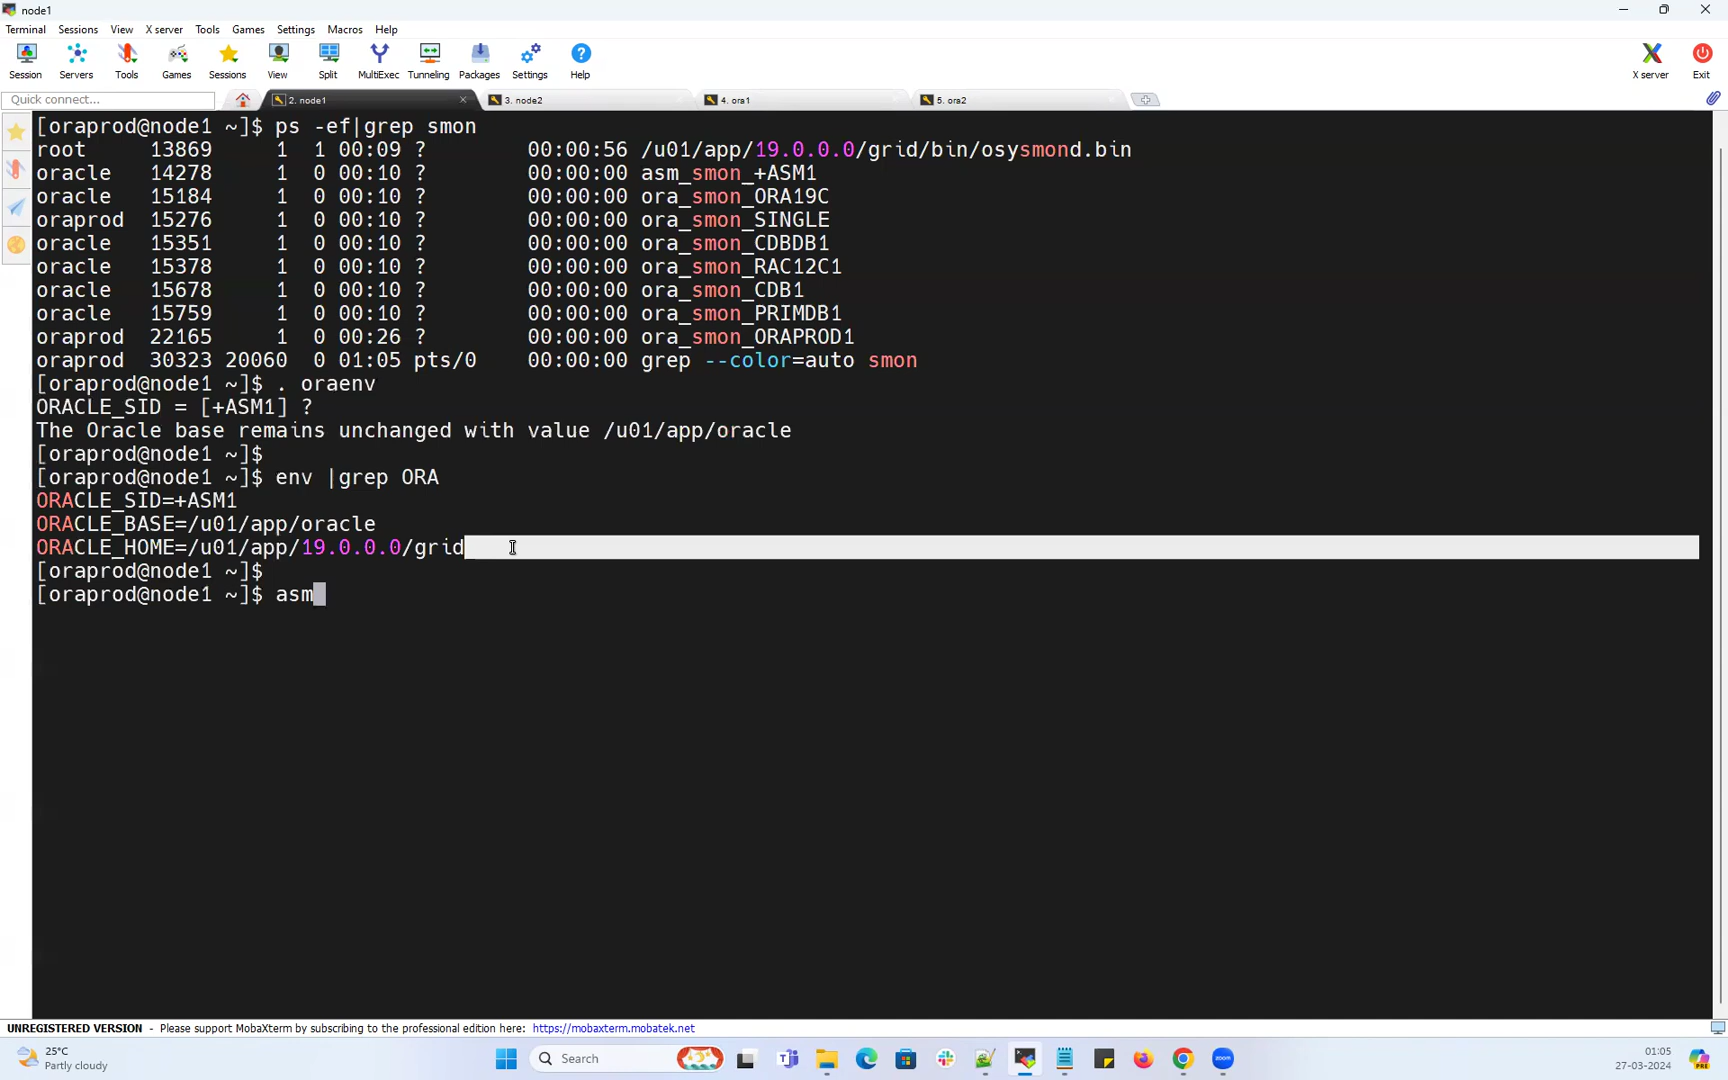 node1
Terminal Sessions View X server Tools Games Settings Macros Help
Session Servers Tools Games Sessions View Split MultiExec Tunneling Packages Settings Help X server Exit
Quick connect... 2. node1 3. node2 4. ora1 5. ora2
[oraprod@node1 ~]$ ps -ef|grep smon
root 13869 1 1 00:09 ? 00:00:56 /u01/app/19.0.0.0/grid/bin/osysmond.bin
oracle 14278 1 0 00:10 ? 00:00:00 asm_smon_+ASM1
oracle 15184 1 0 00:10 ? 00:00:00 ora_smon_ORA19C
oraprod 15276 1 0 00:10 ? 00:00:00 ora_smon_SINGLE
oracle 15351 1 0 00:10 ? 00:00:00 ora_smon_CDBDB1
oracle 15378 1 0 00:10 ? 00:00:00 ora_smon_RAC12C1
oracle 15678 1 0 00:10 ? 00:00:00 ora_smon_CDB1
oracle 15759 1 0 00:10 ? 00:00:00 ora_smon_PRIMDB1
oraprod 22165 1 0 00:26 ? 00:00:00 ora_smon_ORAPROD1
oraprod 30323 20060 0 01:05 pts/0 00:00:00 grep --color=auto smon
[oraprod@node1 ~]$ . oraenv
ORACLE_SID = [+ASM1] ?
The Oracle base remains unchanged with value /u01/app/oracle
[oraprod@node1 ~]$
[oraprod@node1 ~]$ env |grep ORA
ORACLE_SID=+ASM1
ORACLE_BASE=/u01/app/oracle
ORACLE_HOME=/u01/app/19.0.0.0/grid
[oraprod@node1 ~]$
[oraprod@node1 ~]$ asm
UNREGISTERED VERSION - Please support MobaXterm by subscribing to the professional edition here: https://mobaxterm.mobatek.net
25°C
Partly cloudy
Search
zoom
PRE
01:05
27-03-2024